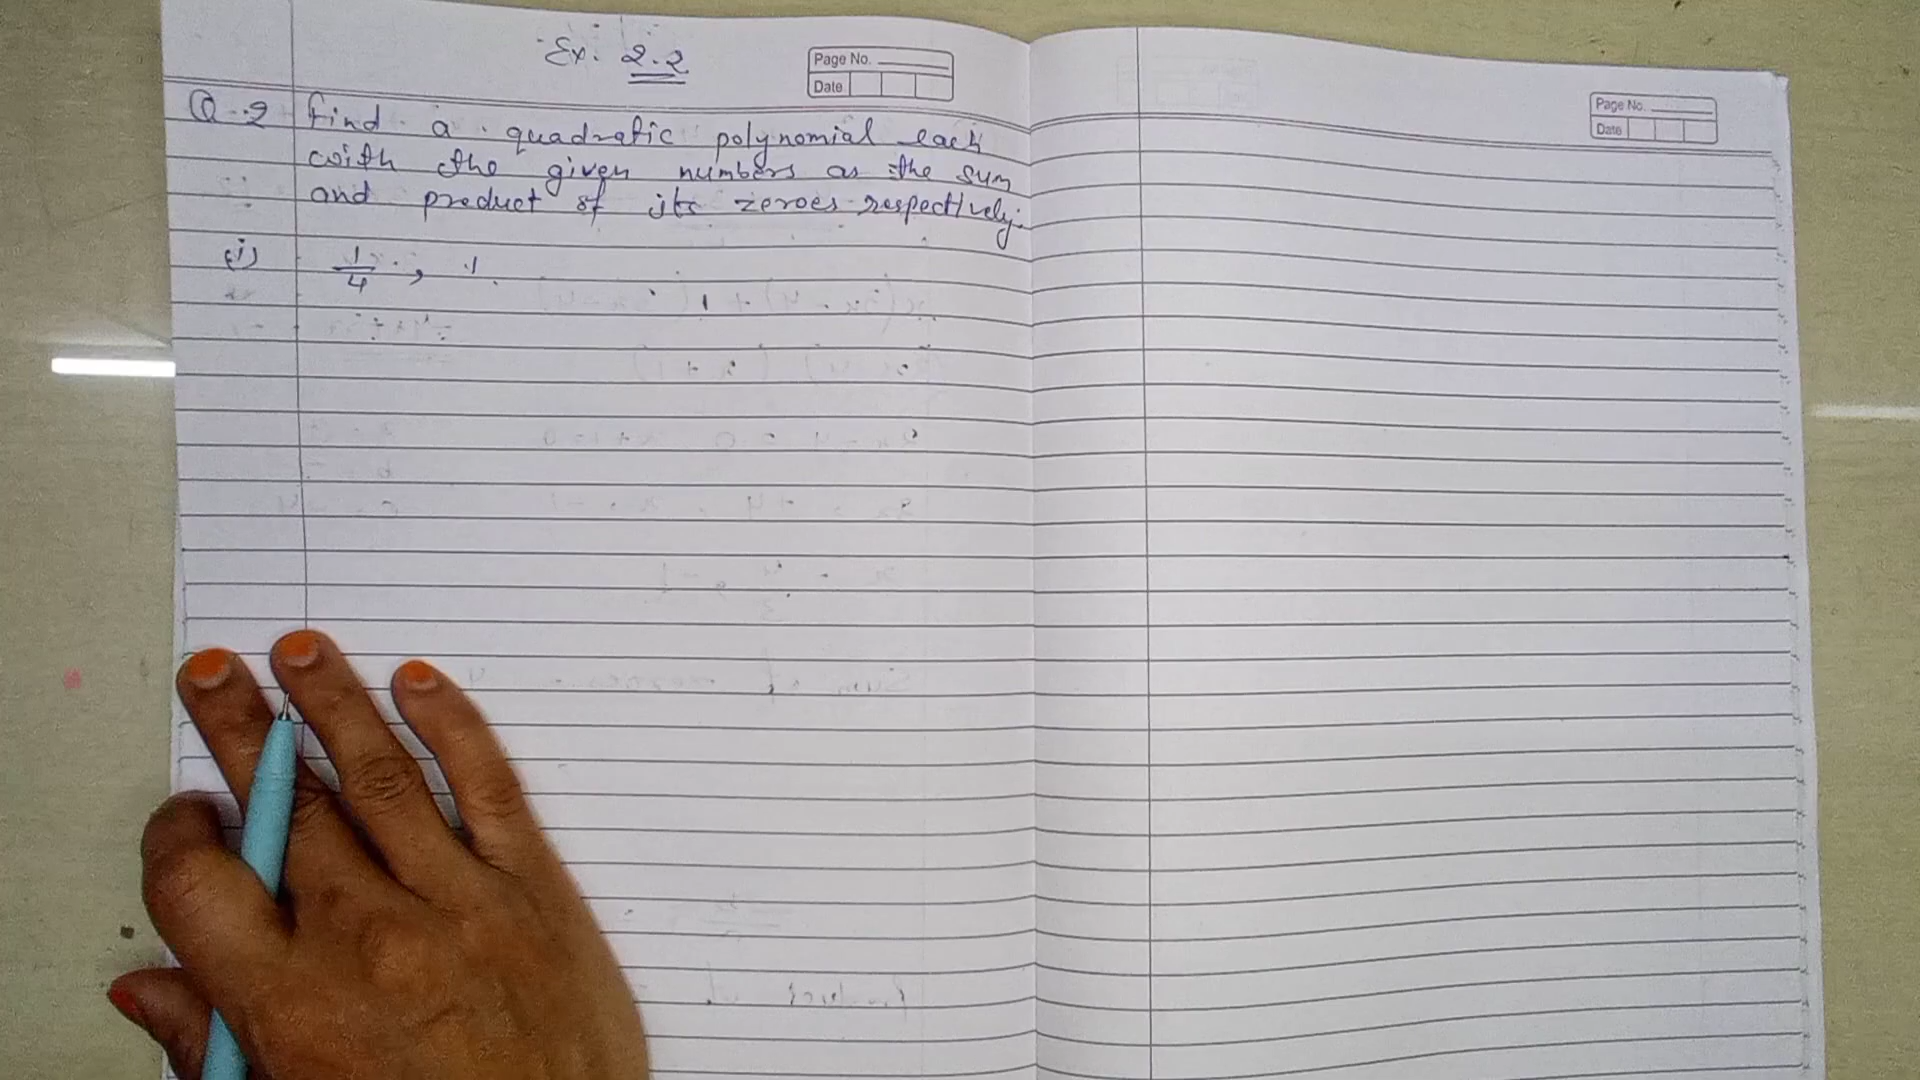 Ex. 2.2
Page No.
Date
Q.2 find a quadratic polynomial each
with the given numbers as the sum
and product of its zeroes respectively.
(i) 1/4, 1
Page No.
Date